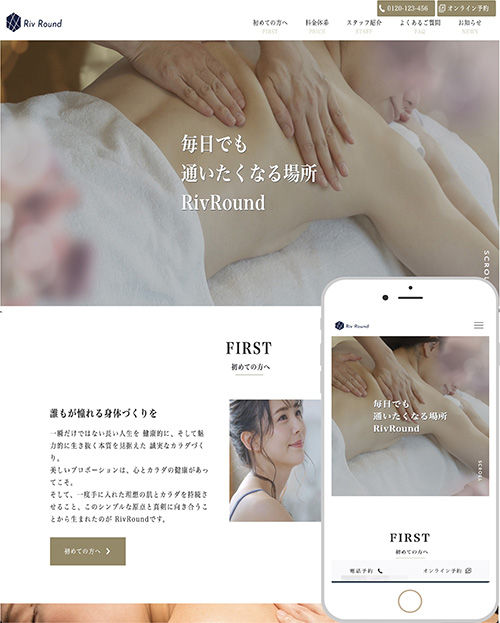 0120-123-456 オンライン予約
Riv Round
初めての方へ 料金体系 スタッフ紹介 よくあるご質問 お知らせ
FIRST PRICE STAFF FAQ NEWS
毎日でも
通いたくなる場所
RivRound
SCROL
FIRST
初めての方へ
誰もが憧れる身体づくりを
一瞬だけではない長い人生を 健康的に、そして魅
力的に生き抜く本質を見据えた 誠実なカラダづく
り。
美しいプロポーションは、心とカラダの健康があっ
てこそ。
そして、一度手に入れた理想の肌とカラダを持続さ
せること、このシンプルな原点と真剣に向き合うこ
とから生まれたのが RivRoundです。
初めての方へ
Riv Round
毎日でも
通いたくなる場所
RivRound
SCROLL
FIRST
初めての方へ
電話予約 オンライン予約